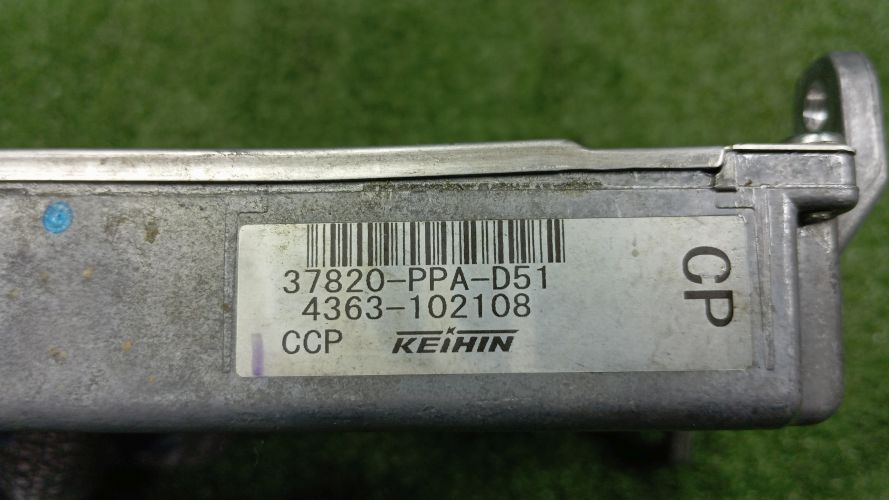 37820-PPA-D51
4363-102108
CCP KEIHIN
CP